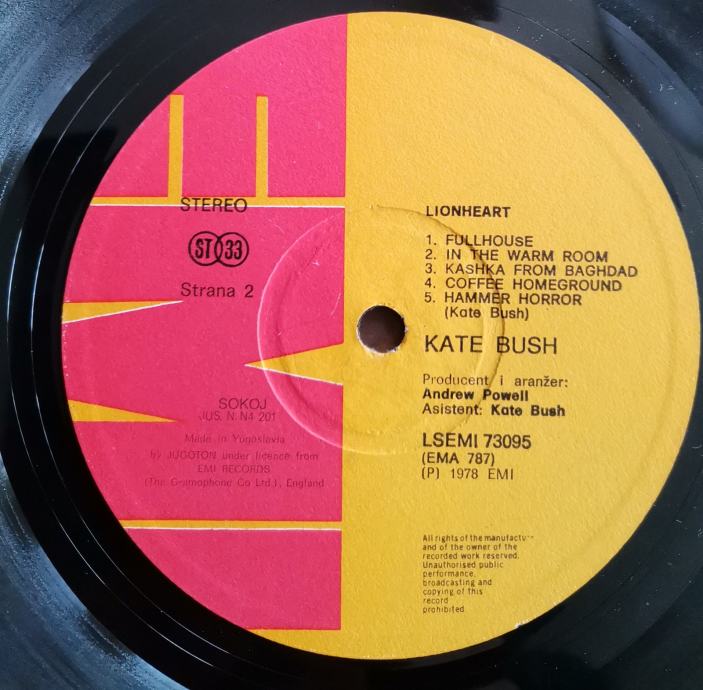 STEREO
ST 33
Strana 2
SOKOJ
JUS. N. N4 201
Made in Yugoslavia
by JUGOTON under licence from
EMI RECORDS
(The Gramophone Co Ltd.), England
LIONHEART
1. FULLHOUSE
2. IN THE WARM ROOM
3. KASHKA FROM BAGHDAD
4. COFFEE HOMEGROUND
5. HAMMER HORROR
(Kate Bush)
KATE BUSH
Producent i aranžer:
Andrew Powell
Asistent: Kate Bush
LSEMI 73095
(EMA 787)
(P) 1978 EMI
All rights of the manufacturer
and of the owner of the
recorded work reserved.
Unauthorised public
performance,
broadcasting and
copying of this
record
prohibited